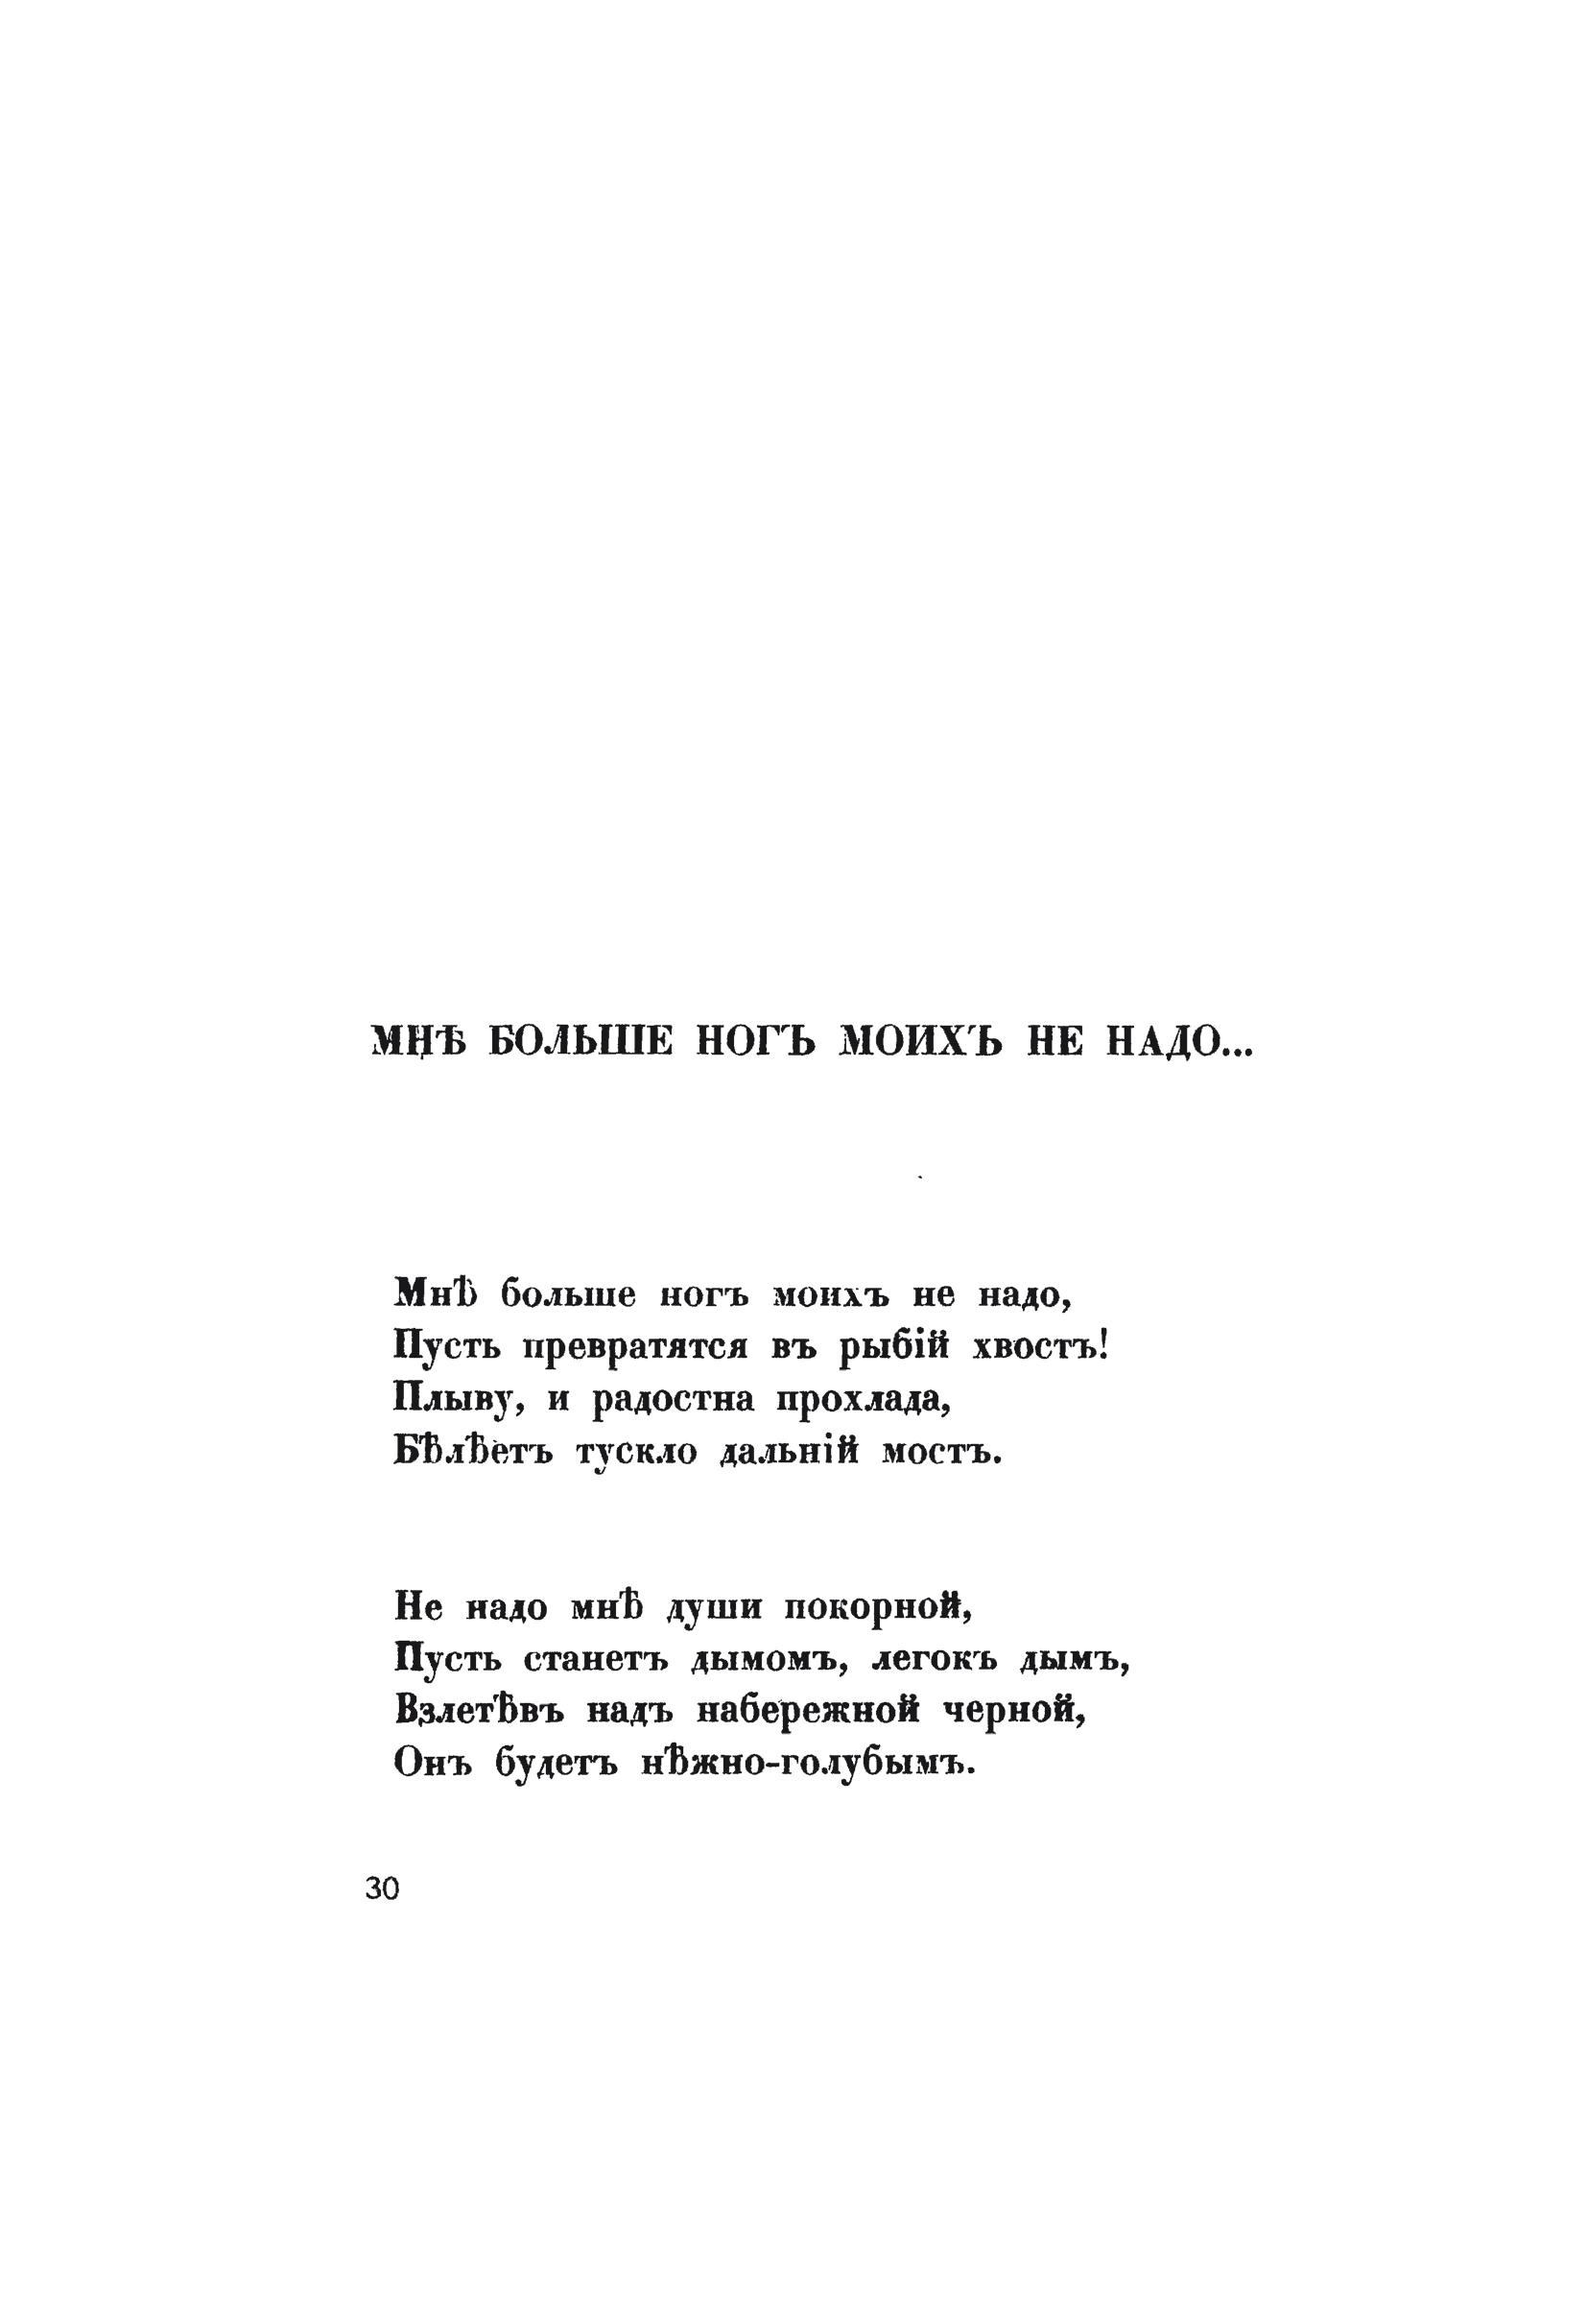 МНѢ БОЛЬШЕ НОГЪ МОИХЪ НЕ НАДО...
Мнѣ больше ногъ моихъ не надо,
Пусть превратятся въ рыбій хвостъ!
Плыву, и радостна прохлада,
Бѣлѣетъ тускло дальній мостъ.
Не надо мнѣ души покорной,
Пусть станетъ дымомъ, легокъ дымъ,
Взлетѣвъ надъ набережной черной,
Онъ будетъ нѣжно-голубымъ.
30